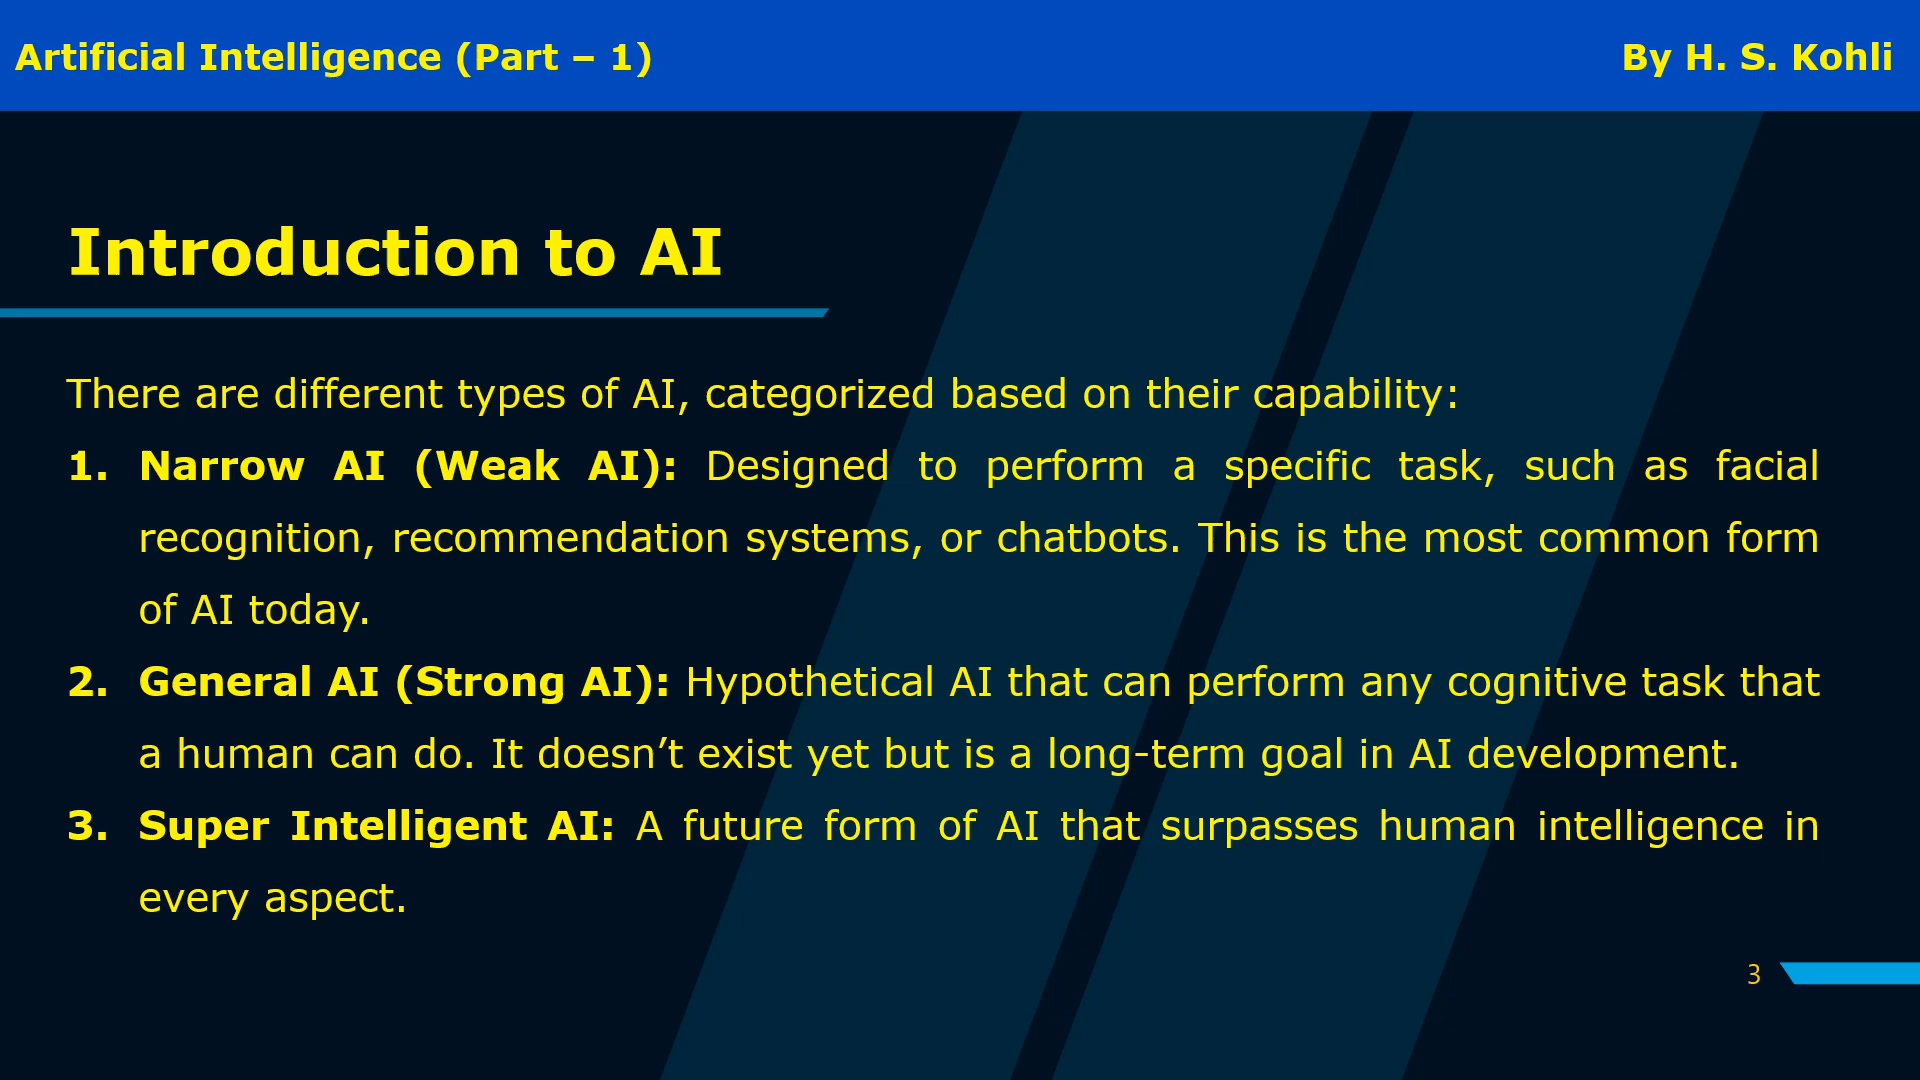 Artificial Intelligence (Part – 1)
By H. S. Kohli
Introduction to AI
There are different types of AI, categorized based on their capability:
1. Narrow AI (Weak AI): Designed to perform a specific task, such as facial
recognition, recommendation systems, or chatbots. This is the most common form
of AI today.
2. General AI (Strong AI): Hypothetical AI that can perform any cognitive task that
a human can do. It doesn’t exist yet but is a long-term goal in AI development.
3. Super Intelligent AI: A future form of AI that surpasses human intelligence in
every aspect.
3